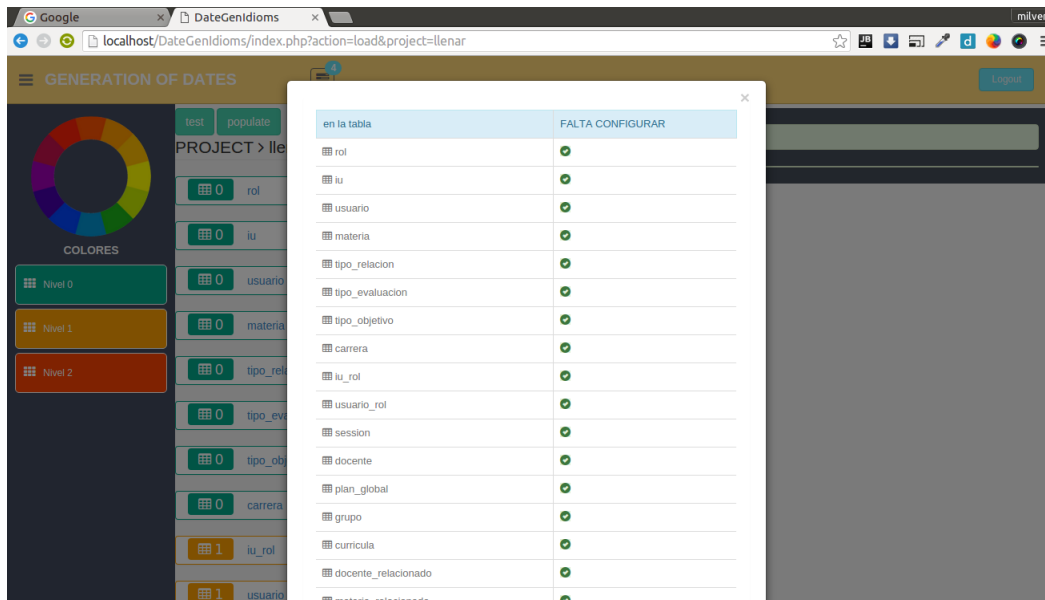 Google
DateGenIdioms
milver
localhost/DateGenIdioms/index.php?action=load&project=llenar
JB
d
GENERATION OF DATES
4
Logout
×
test populate
PROJECT > lle
COLORES
Nivel 0
Nivel 1
Nivel 2
0 rol
0 iu
0 usuario
0 materia
0 tipo_rela
0 tipo_eva
0 tipo_obj
0 carrera
1 iu_rol
1 usuario
en la tabla FALTA CONFIGURAR
rol
iu
usuario
materia
tipo_relacion
tipo_evaluacion
tipo_objetivo
carrera
iu_rol
usuario_rol
session
docente
plan_global
grupo
curricula
docente_relacionado
materia_relacionada